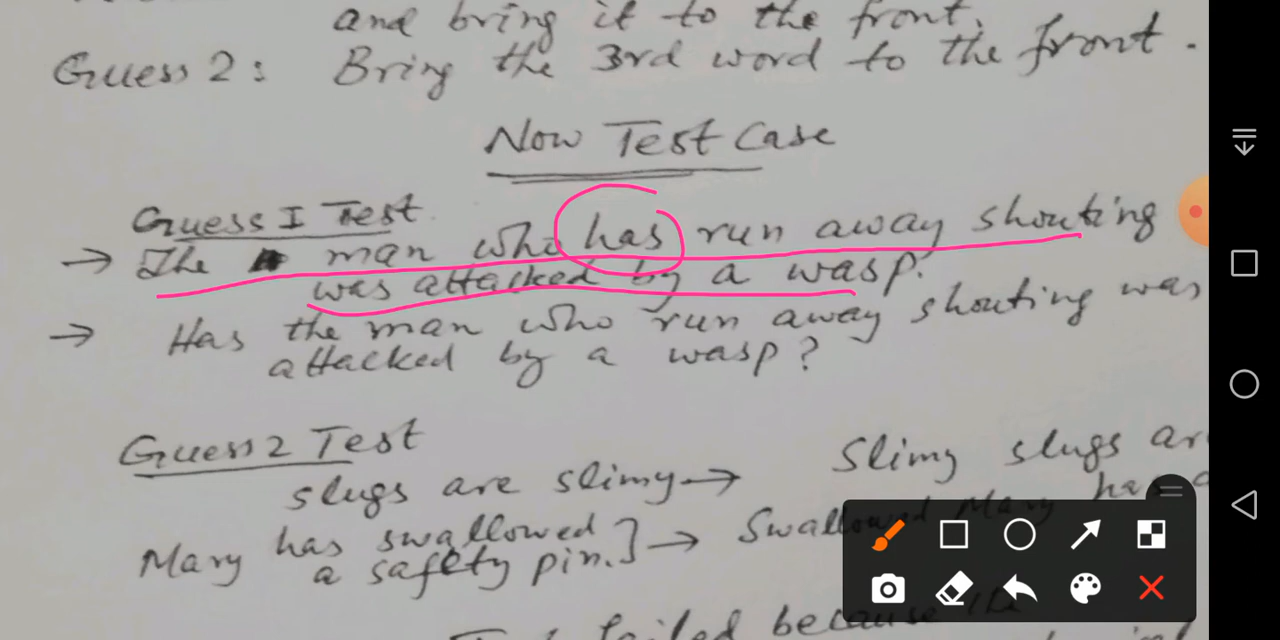 and bring it to the front.
Guess 2: Bring the 3rd word to the front.
Now Test Case
Guess I Test
→ The man who has run away shouting
was attacked by a wasp.
→ Has the man who run away shouting was
attacked by a wasp?
Guess 2 Test
slugs are slimy → Slimy slugs ar
Mary has swallowed ] → Swallowed Mary has a
a safety pin.
failed because